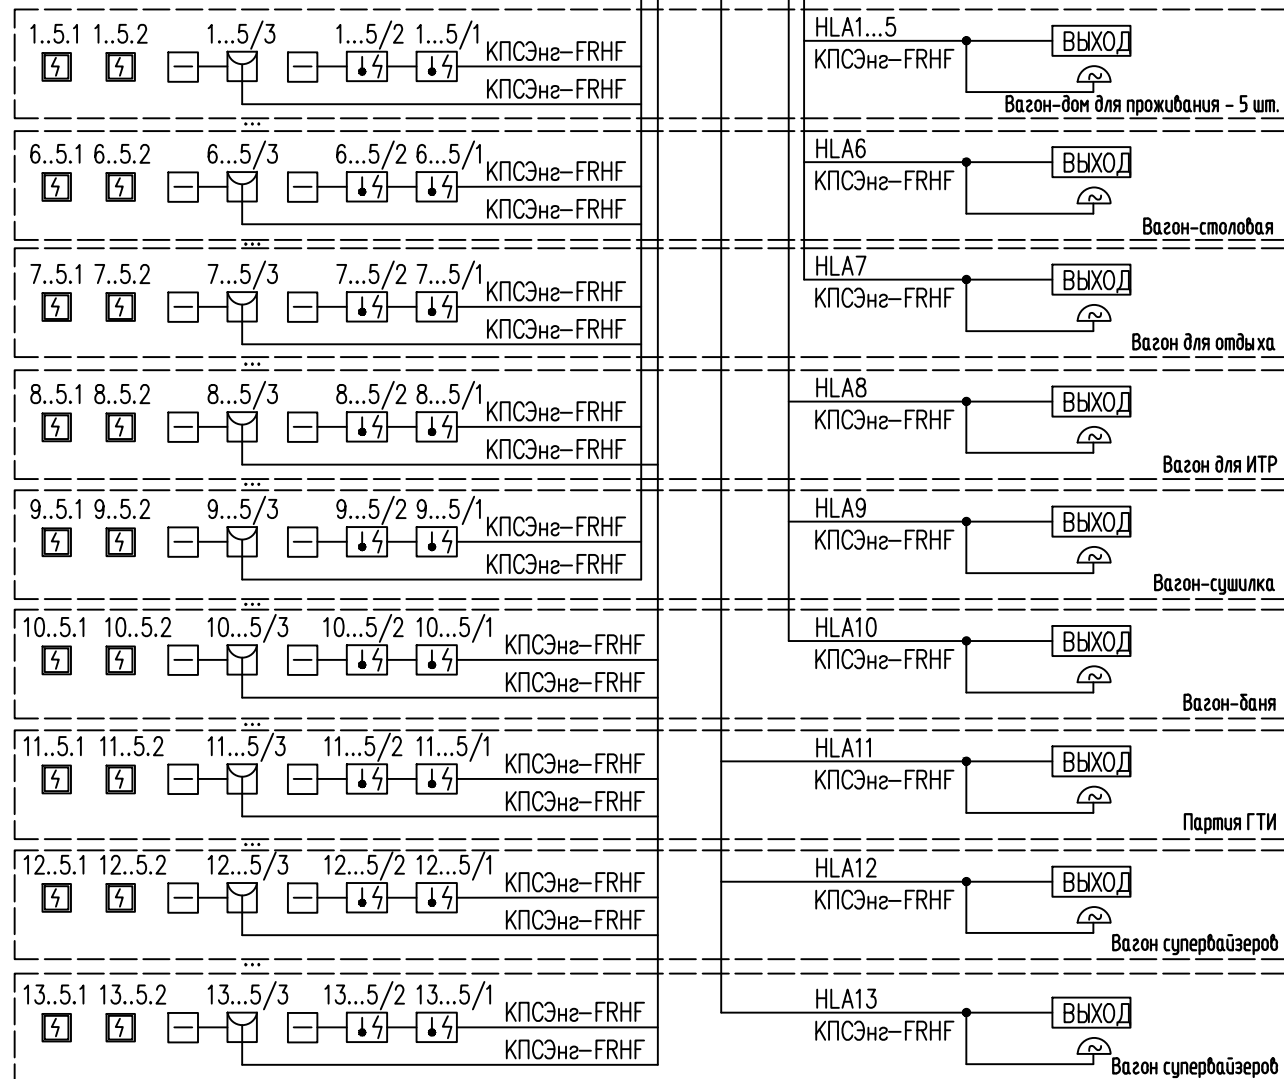 1..5.1 1..5.2 1...5/3 1...5/2 1...5/1 КПСЭнг-FRHF
КПСЭнг-FRHF
HLA1...5 ВЫХОД
КПСЭнг-FRHF
Вагон-дом для проживания - 5 шт.
...
6..5.1 6..5.2 6...5/3 6...5/2 6...5/1 КПСЭнг-FRHF
КПСЭнг-FRHF
HLA6 ВЫХОД
КПСЭнг-FRHF
Вагон-столовая
...
7..5.1 7..5.2 7...5/3 7...5/2 7...5/1 КПСЭнг-FRHF
КПСЭнг-FRHF
HLA7 ВЫХОД
КПСЭнг-FRHF
Вагон для отдыха
...
8..5.1 8..5.2 8...5/3 8...5/2 8...5/1 КПСЭнг-FRHF
КПСЭнг-FRHF
HLA8 ВЫХОД
КПСЭнг-FRHF
Вагон для ИТР
...
9..5.1 9..5.2 9...5/3 9...5/2 9...5/1 КПСЭнг-FRHF
КПСЭнг-FRHF
HLA9 ВЫХОД
КПСЭнг-FRHF
Вагон-сушилка
...
10..5.1 10..5.2 10...5/3 10...5/2 10...5/1 КПСЭнг-FRHF
КПСЭнг-FRHF
HLA10 ВЫХОД
КПСЭнг-FRHF
Вагон-баня
...
11..5.1 11..5.2 11...5/3 11...5/2 11...5/1 КПСЭнг-FRHF
КПСЭнг-FRHF
HLA11 ВЫХОД
КПСЭнг-FRHF
Партия ГТИ
...
12..5.1 12..5.2 12...5/3 12...5/2 12...5/1 КПСЭнг-FRHF
КПСЭнг-FRHF
HLA12 ВЫХОД
КПСЭнг-FRHF
Вагон супервайзеров
...
13..5.1 13..5.2 13...5/3 13...5/2 13...5/1 КПСЭнг-FRHF
КПСЭнг-FRHF
HLA13 ВЫХОД
КПСЭнг-FRHF
Вагон супервайзеров